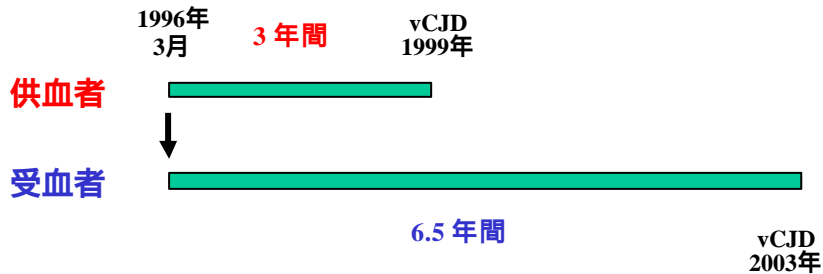 1996年
3月
3 年間
vCJD
1999年
供血者
受血者
6.5 年間
vCJD
2003年